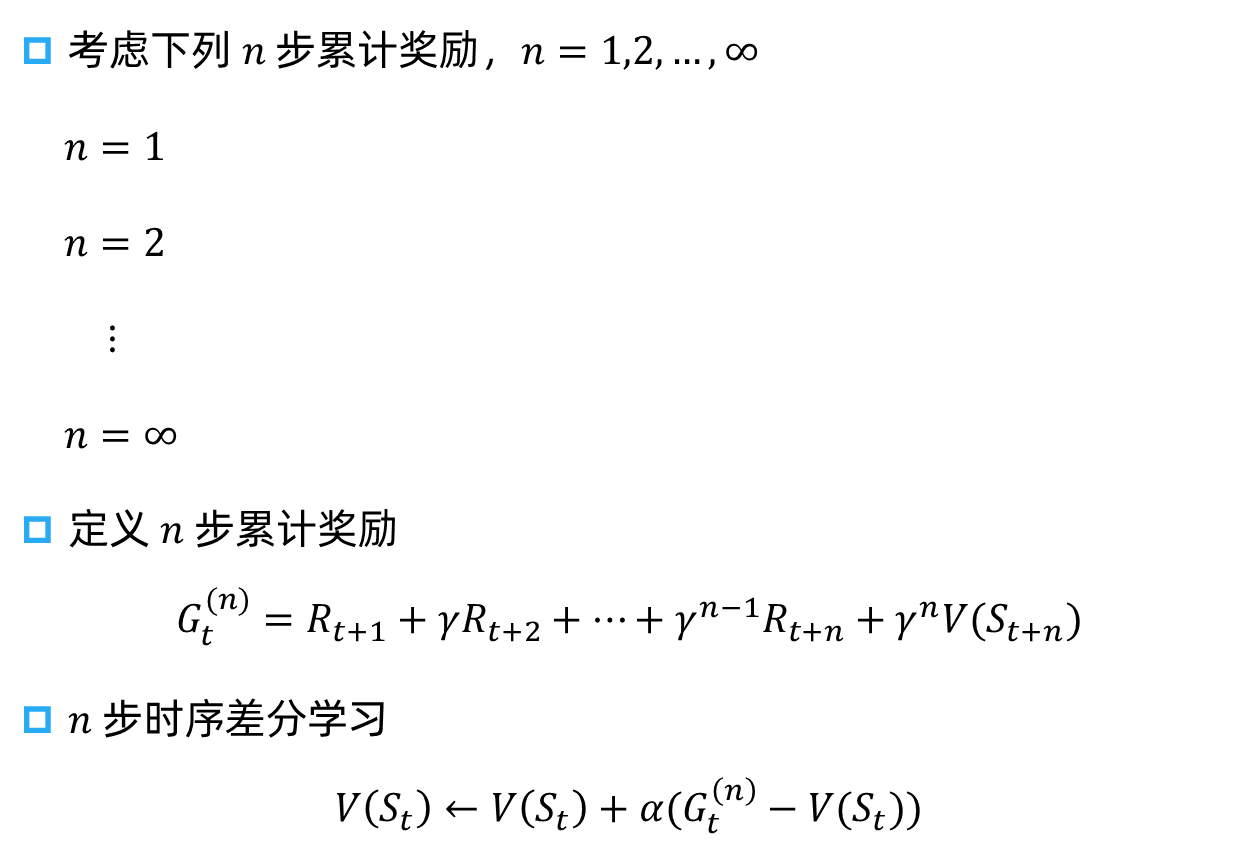 考虑下列 n 步累计奖励，n = 1,2, … , ∞
n = 1
n = 2
⋮
n = ∞
定义 n 步累计奖励
G_t^{(n)} = R_{t+1} + γR_{t+2} + ⋯ + γ^{n−1}R_{t+n} + γ^n V(S_{t+n})
n 步时序差分学习
V(S_t) ← V(S_t) + α(G_t^{(n)} − V(S_t))